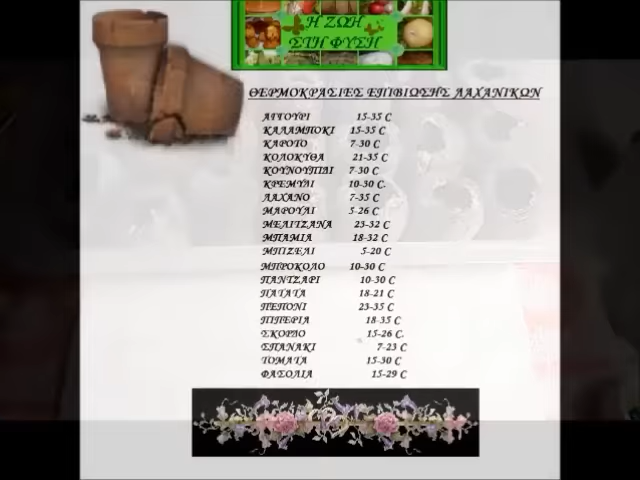 Η ΖΩΗ
ΣΤΗ ΦΥΣΗ
ΘΕΡΜΟΚΡΑΣΙΕΣ ΕΠΙΒΙΩΣΗΣ ΛΑΧΑΝΙΚΩΝ
ΑΓΓΟΥΡΙ 15-35 C
ΚΑΛΑΜΠΟΚΙ 15-35 C
ΚΑΡΟΤΟ 7-30 C
ΚΟΛΟΚΥΘΑ 21-35 C
ΚΟΥΝΟΥΠΙΔΙ 7-30 C
ΚΡΕΜΥΔΙ 10-30 C.
ΛΑΧΑΝΟ 7-35 C
ΜΑΡΟΥΛΙ 5-26 C
ΜΕΛΙΤΖΑΝΑ 23-32 C
ΜΠΑΜΙΑ 18-32 C
ΜΠΙΖΕΛΙ 5-20 C
ΜΠΡΟΚΟΛΟ 10-30 C
ΠΑΝΤΖΑΡΙ 10-30 C
ΠΑΤΑΤΑ 18-21 C
ΠΕΠΟΝΙ 23-35 C
ΠΙΠΕΡΙΑ 18-35 C
ΣΚΟΡΔΟ 15-26 C.
ΣΠΑΝΑΚΙ 7-23 C
ΤΟΜΑΤΑ 15-30 C
ΦΑΣΟΛΙΑ 15-29 C